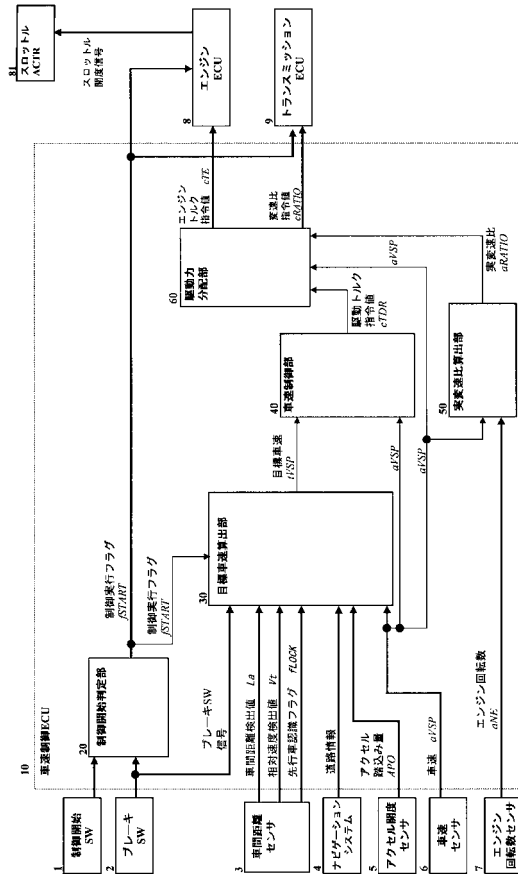 10
車速制御ECU
1
制御開始
SW
2
ブレーキ
SW
3
車間距離
センサ
4
ナビゲーション
システム
5
アクセル開度
センサ
6
車速
センサ
7
エンジン
回転数センサ
20
制御開始判定部
制御実行フラグ
fSTART
制御実行フラグ
fSTART
ブレーキSW
信号
車間距離検出値 La
相対速度検出値 Vt
先行車認識フラグ fLOCK
道路情報
アクセル
踏込み量
APO
車速 aVSP
エンジン回転数
aNE
30
目標車速算出部
目標車速
tVSP
aVSP
aVSP
40
車速制御部
駆動トルク
指令値
cTDR
aVSP
50
実変速比算出部
実変速比
aRATIO
60
駆動力
分配部
エンジン
トルク
指令値 cTE
変速比
指令値
cRATIO
8
エンジン
ECU
9
トランスミッション
ECU
スロットル
開度信号
81
スロットル
ACTR